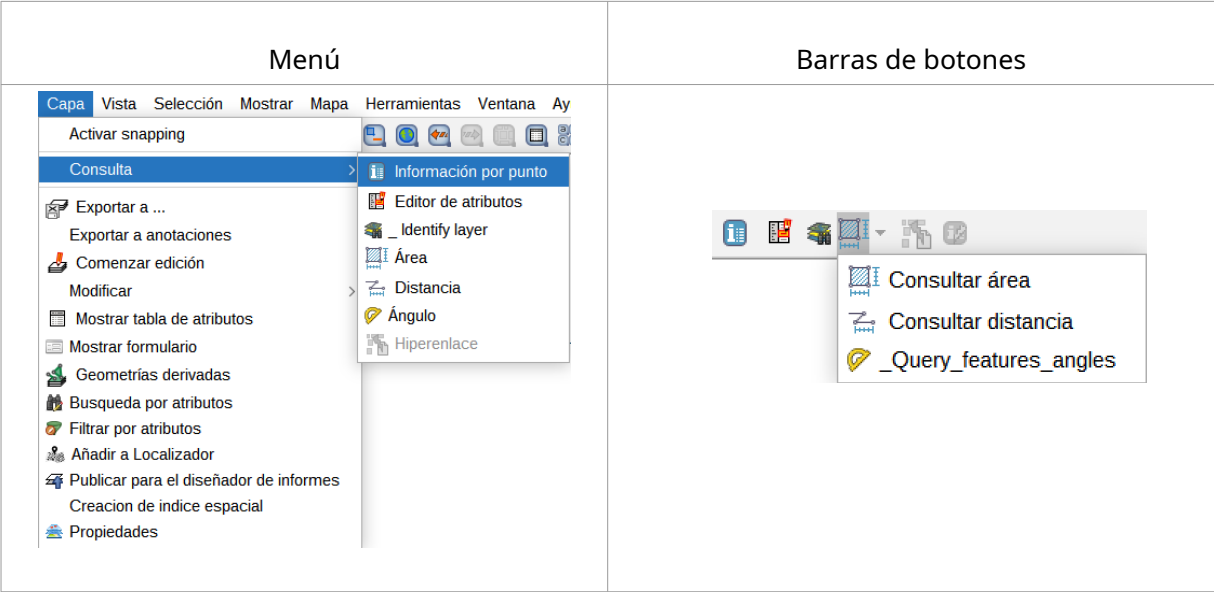 Menú
Barras de botones
Capa Vista Selección Mostrar Mapa Herramientas Ventana Ay
Activar snapping
Consulta
Información por punto
Editor de atributos
_ Identify layer
Área
Distancia
Ángulo
Hiperenlace
Exportar a ...
Exportar a anotaciones
Comenzar edición
Modificar
Mostrar tabla de atributos
Mostrar formulario
Geometrías derivadas
Busqueda por atributos
Filtrar por atributos
Añadir a Localizador
Publicar para el diseñador de informes
Creacion de indice espacial
Propiedades
Consultar área
Consultar distancia
_Query_features_angles